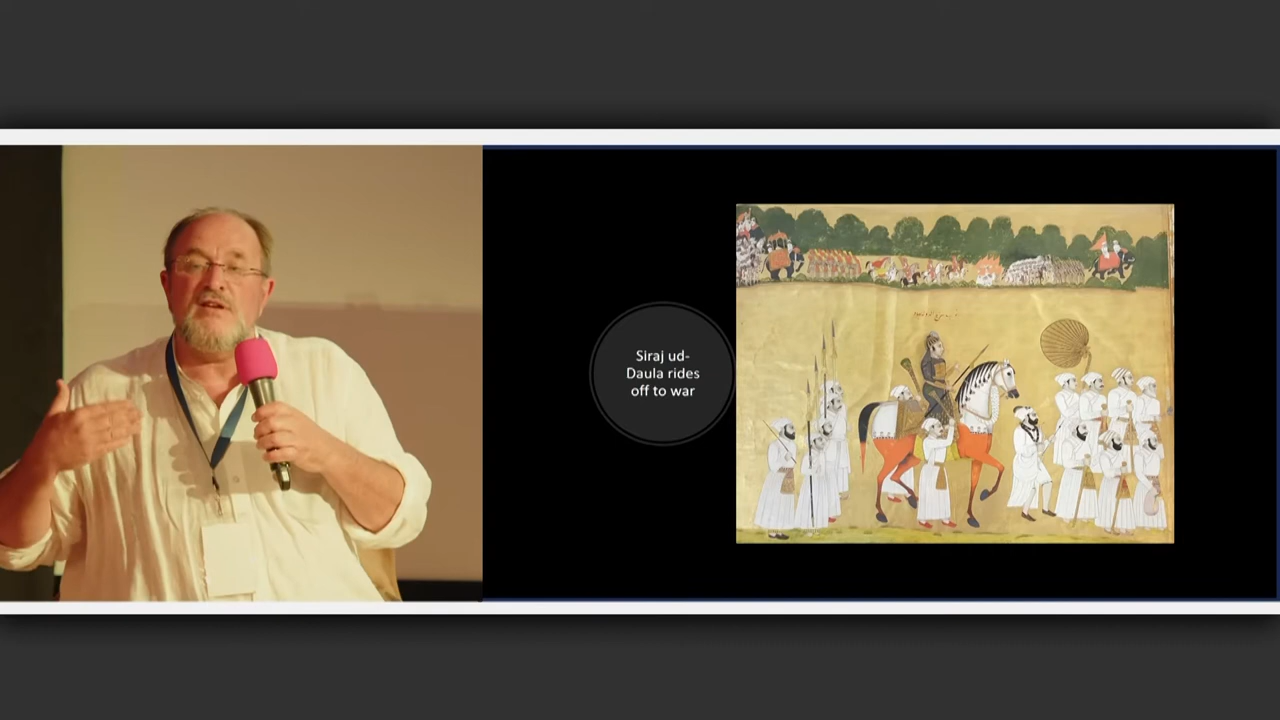 Siraj ud-
Daula rides
off to war